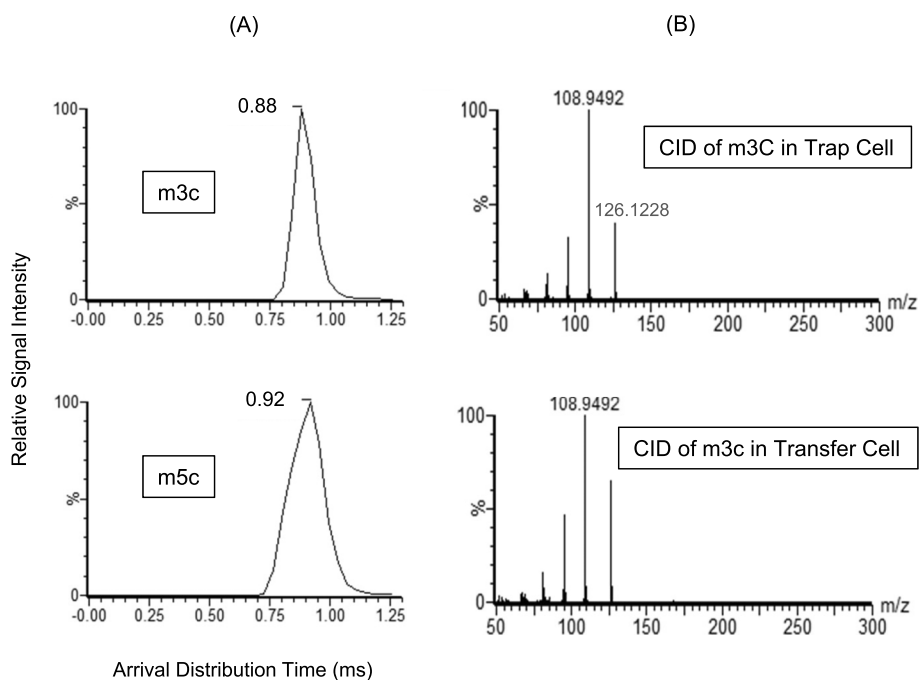 (A)
(B)
Relative Signal Intensity
0.88
100
m3c
%
0
-0.00 0.25 0.50 0.75 1.00 1.25
0.92
100
m5c
%
0
-0.00 0.25 0.50 0.75 1.00 1.25
Arrival Distribution Time (ms)
108.9492
100
CID of m3C in Trap Cell
%
126.1228
0
50 100 150 200 250 300 m/z
108.9492
100
CID of m3c in Transfer Cell
%
0
50 100 150 200 250 300 m/z